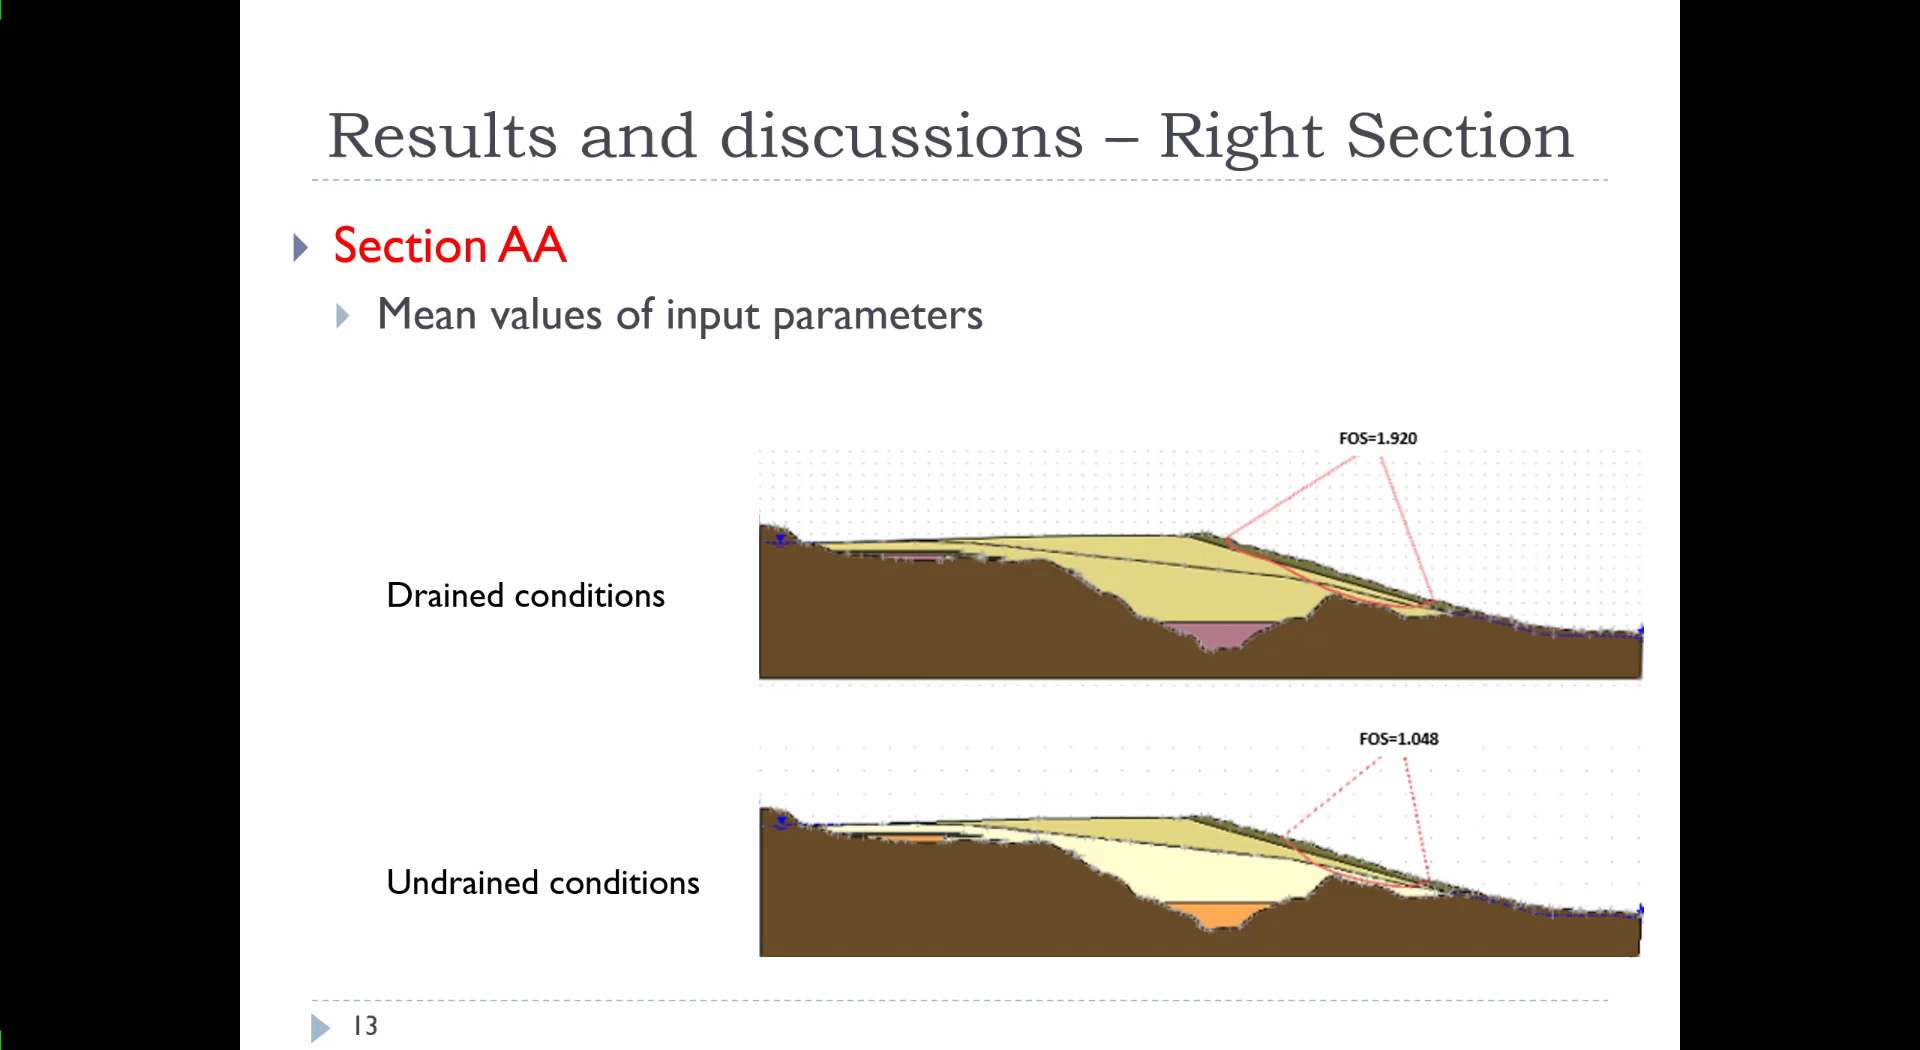 Results and discussions – Right Section
Section AA
Mean values of input parameters
FOS=1.920
Drained conditions
FOS=1.048
Undrained conditions
13